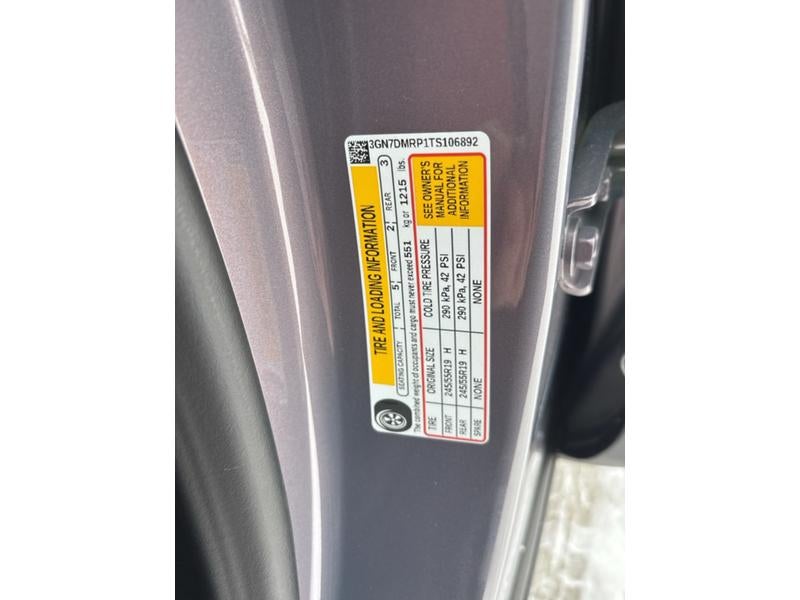 3GN7DMRP1TS106892
TIRE AND LOADING INFORMATION
SEATING CAPACITY TOTAL 5 FRONT 2 REAR 3
The combined weight of occupants and cargo must never exceed 551 kg or 1215 lbs.
TIRE ORIGINAL SIZE COLD TIRE PRESSURE
FRONT 245/55R19 H 290 kPa, 42 PSI
REAR 245/55R19 H 290 kPa, 42 PSI
SPARE NONE NONE
SEE OWNER'S
MANUAL FOR
ADDITIONAL
INFORMATION